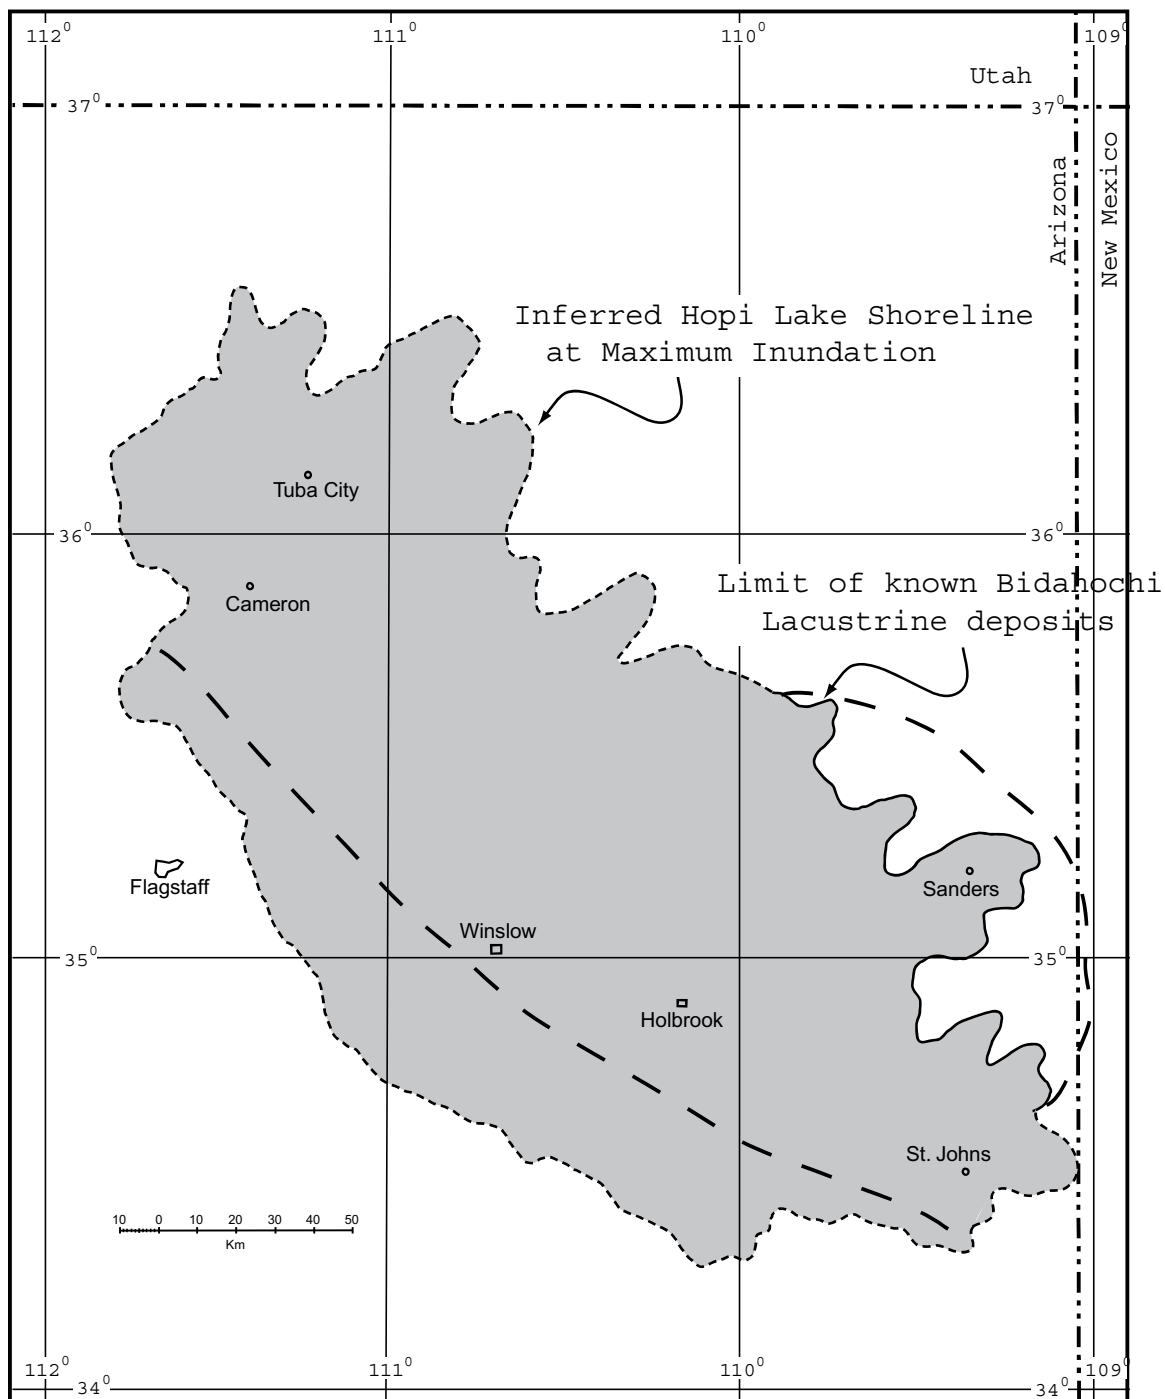 112⁰ 111⁰ 110⁰ 109⁰
Utah
37⁰ 37⁰
Arizona
New Mexico
Inferred Hopi Lake Shoreline
at Maximum Inundation
Tuba City
36⁰ 36⁰
Limit of known Bidahochi
Lacustrine deposits
Cameron
Flagstaff
Sanders
Winslow
35⁰ 35⁰
Holbrook
St. Johns
10 0 10 20 30 40 50
Km
112⁰ 111⁰ 110⁰ 109⁰
34⁰ 34⁰